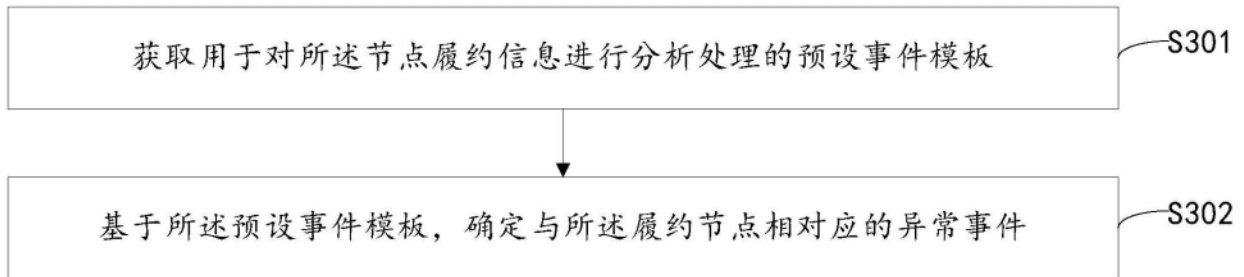 获取用于对所述节点履约信息进行分析处理的预设事件模板
S301
基于所述预设事件模板，确定与所述履约节点相对应的异常事件
S302